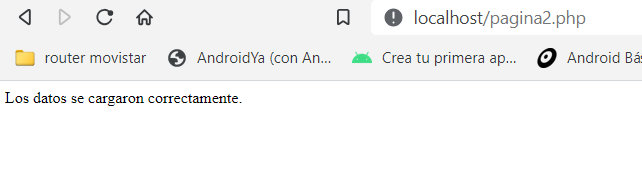 localhost/pagina2.php
router movistar AndroidYa (con An... Crea tu primera ap... Android Bás
Los datos se cargaron correctamente.